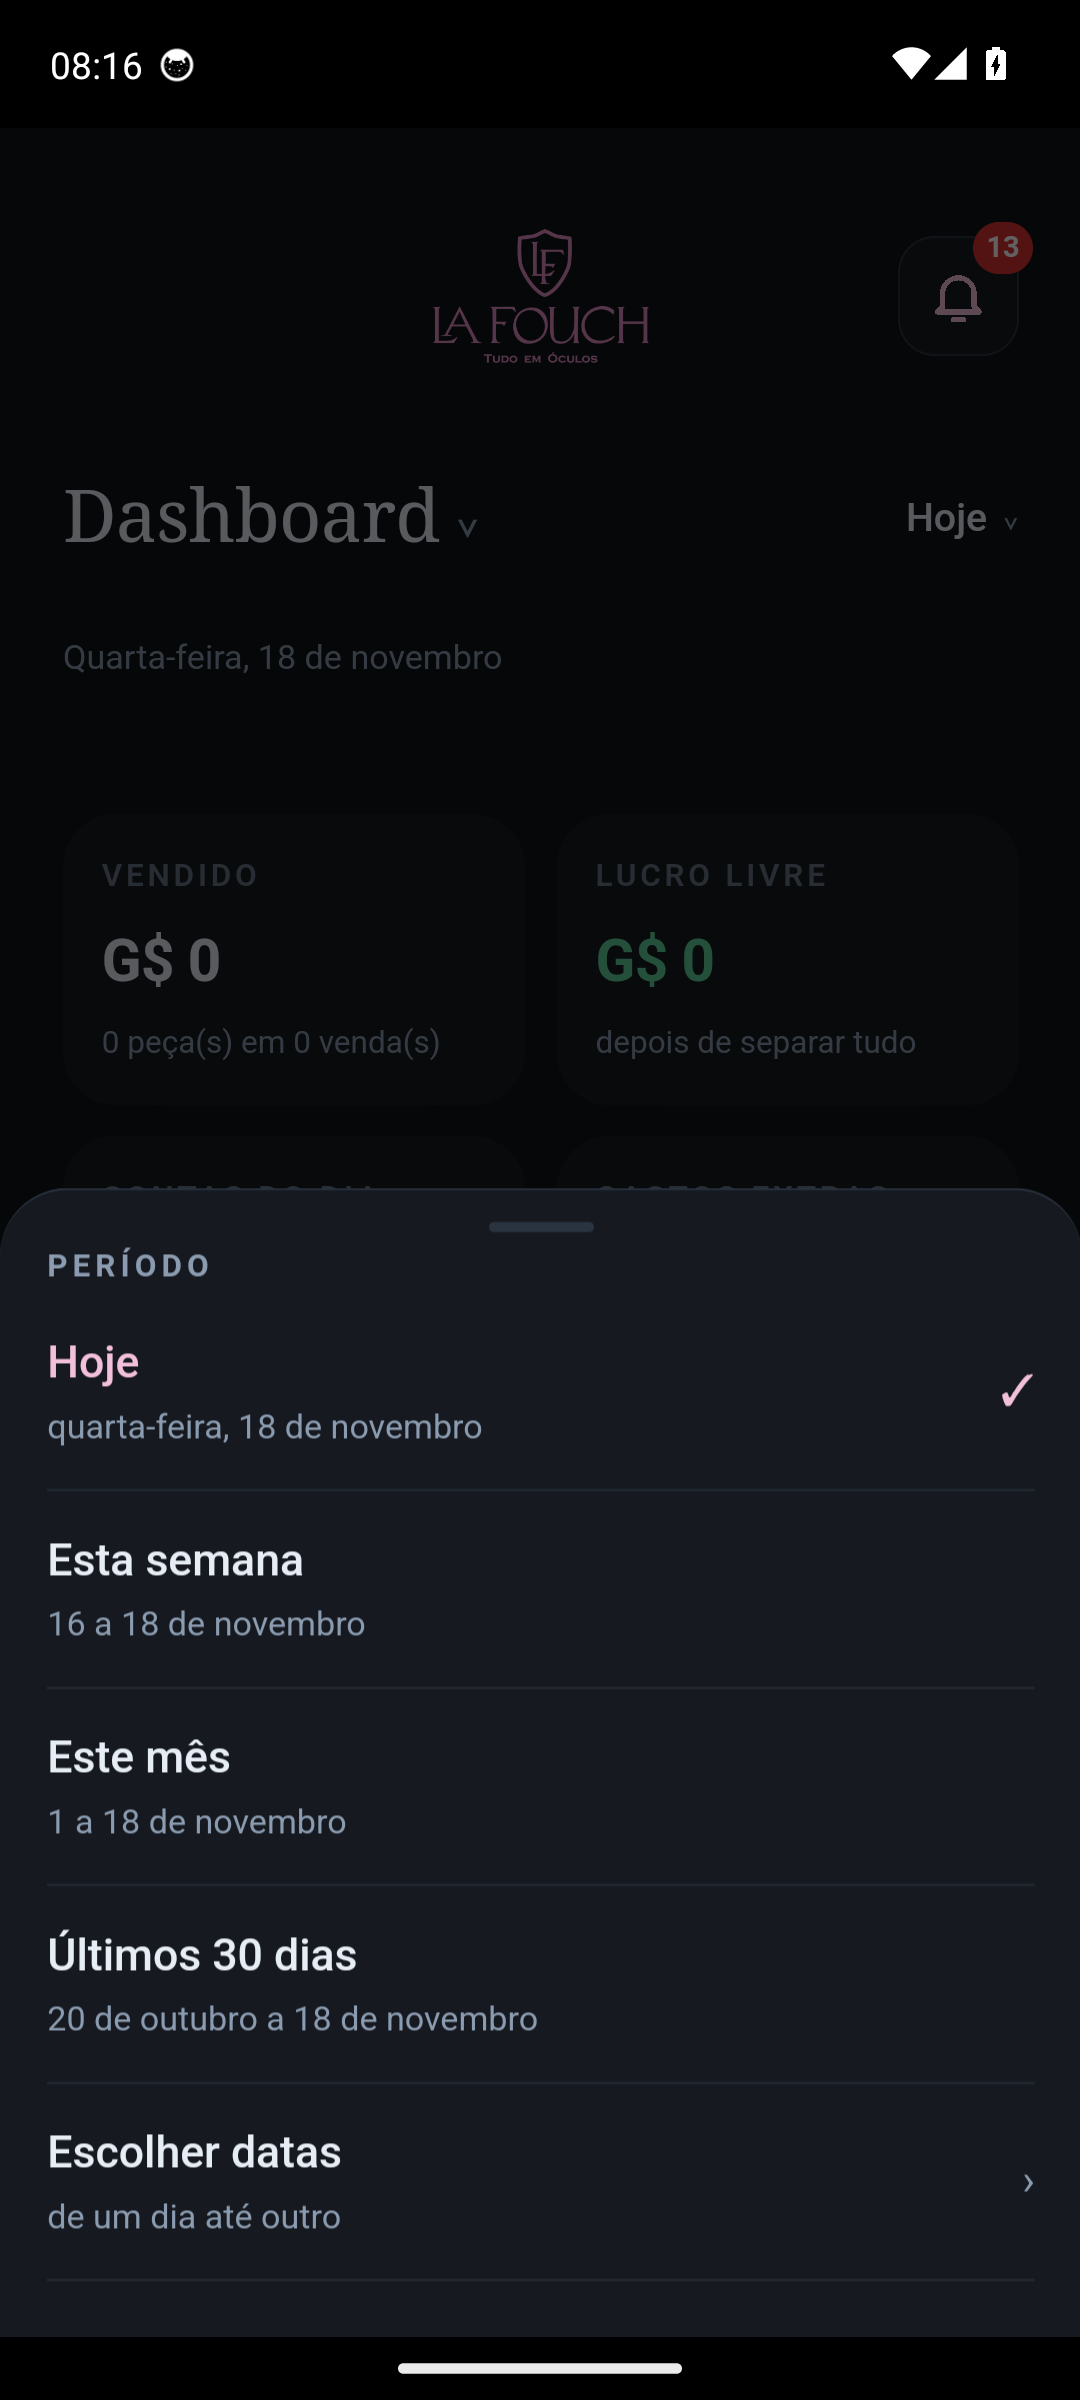 08:16
13
LF
LA FOUCH
TUDO EM ÓCULOS
Dashboard
Hoje
Quarta-feira, 18 de novembro
VENDIDO
LUCRO LIVRE
G$ 0
G$ 0
0 peça(s) em 0 venda(s)
depois de separar tudo
PERÍODO
Hoje
✓
quarta-feira, 18 de novembro
Esta semana
16 a 18 de novembro
Este mês
1 a 18 de novembro
Últimos 30 dias
20 de outubro a 18 de novembro
Escolher datas
›
de um dia até outro